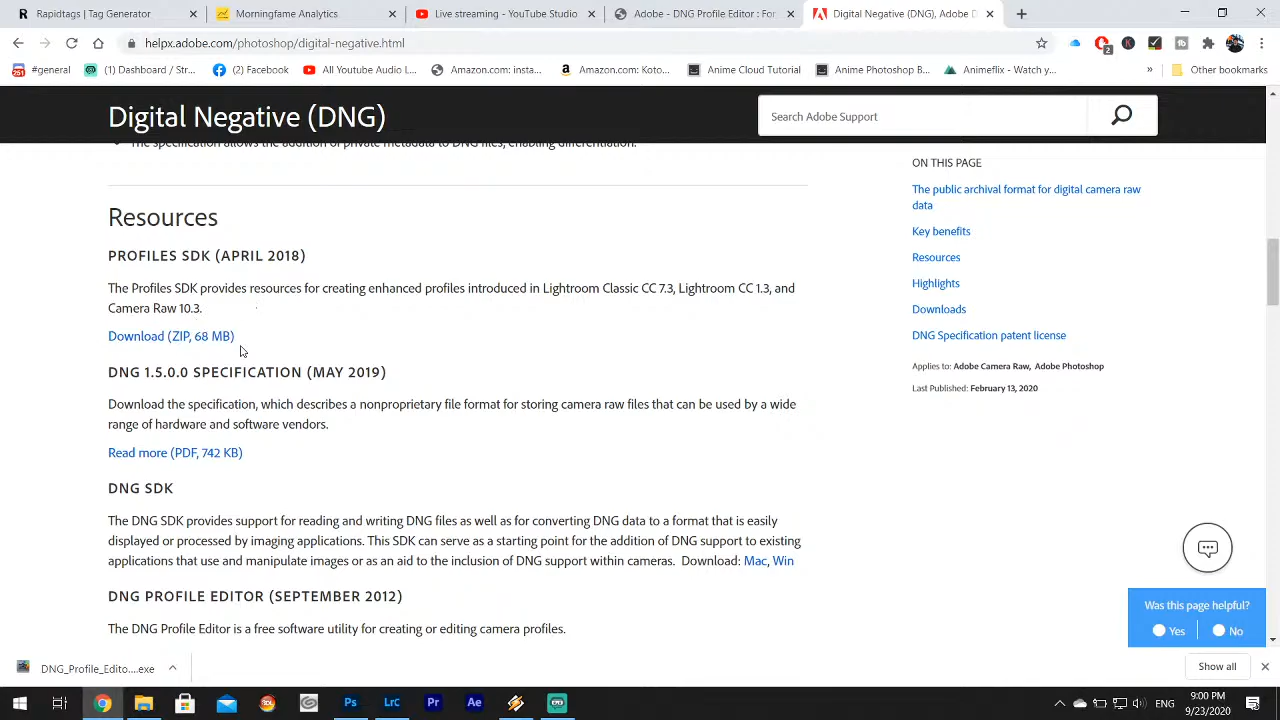 Rapidtags | Tag Generator
Morningfame Analytics
Live streaming - YouTube Studio
Adobe - DNG Profile Editor : For
Digital Negative (DNG), Adobe D
helpx.adobe.com/photoshop/digital-negative.html
2
251
#general
(1) Dashboard / Str...
(2) Facebook
All Youtube Audio L...
Amazon.com: insta...
Amazon.com: Koto...
Anime Cloud Tutorial
Anime Photoshop B...
Animeflix - Watch y...
»
Other bookmarks
Digital Negative (DNG)
Search Adobe Support
The specification allows the addition of private metadata to DNG files, enabling differentiation.
Resources
PROFILES SDK (APRIL 2018)
The Profiles SDK provides resources for creating enhanced profiles introduced in Lightroom Classic CC 7.3, Lightroom CC 1.3, and
Camera Raw 10.3.
Download (ZIP, 68 MB)
DNG 1.5.0.0 SPECIFICATION (MAY 2019)
Download the specification, which describes a nonproprietary file format for storing camera raw files that can be used by a wide
range of hardware and software vendors.
Read more (PDF, 742 KB)
DNG SDK
The DNG SDK provides support for reading and writing DNG files as well as for converting DNG data to a format that is easily
displayed or processed by imaging applications. This SDK can serve as a starting point for the addition of DNG support to existing
applications that use and manipulate images or as an aid to the inclusion of DNG support within cameras. Download: Mac, Win
DNG PROFILE EDITOR (SEPTEMBER 2012)
The DNG Profile Editor is a free software utility for creating or editing camera profiles.
ON THIS PAGE
The public archival format for digital camera raw
data
Key benefits
Resources
Highlights
Downloads
DNG Specification patent license
Applies to: Adobe Camera Raw, Adobe Photoshop
Last Published: February 13, 2020
Was this page helpful?
Yes
No
DNG_Profile_Edito....exe
Show all
Ps
Lrc
Pr
Ae
ENG
9:00 PM
9/23/2020